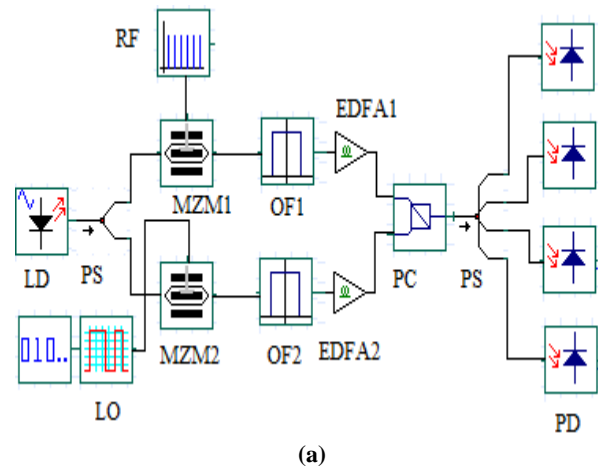 RF
EDFA1
MZM1
OF1
LD
PS
PC
PS
MZM2
OF2
EDFA2
010..
LO
PD
(a)